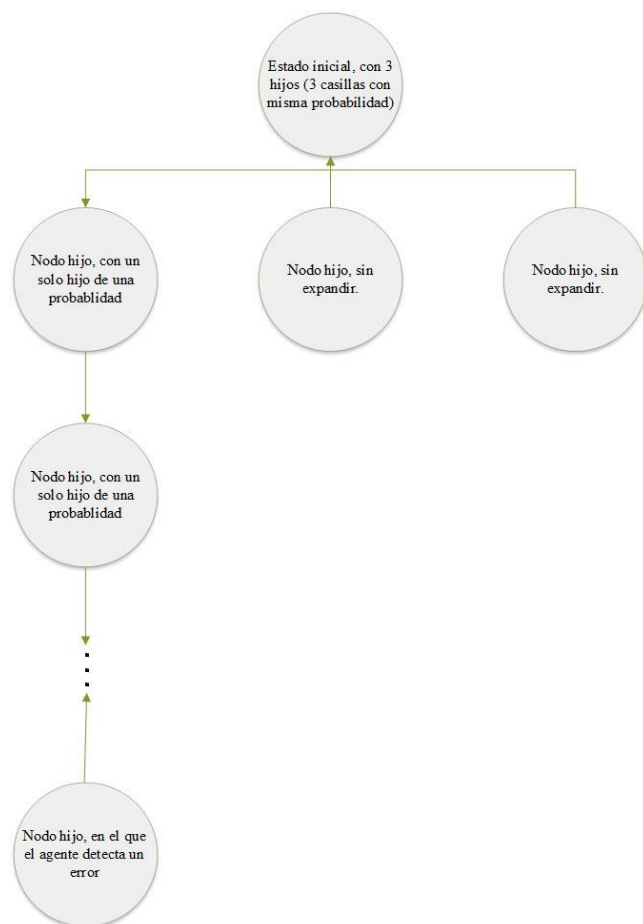 Estado inicial, con 3
hijos (3 casillas con
misma probabilidad)
Nodo hijo, con un
solo hijo de una
probablidad
Nodo hijo, sin
expandir.
Nodo hijo, sin
expandir.
Nodo hijo, con un
solo hijo de una
probablidad
Nodo hijo, en el que
el agente detecta un
error